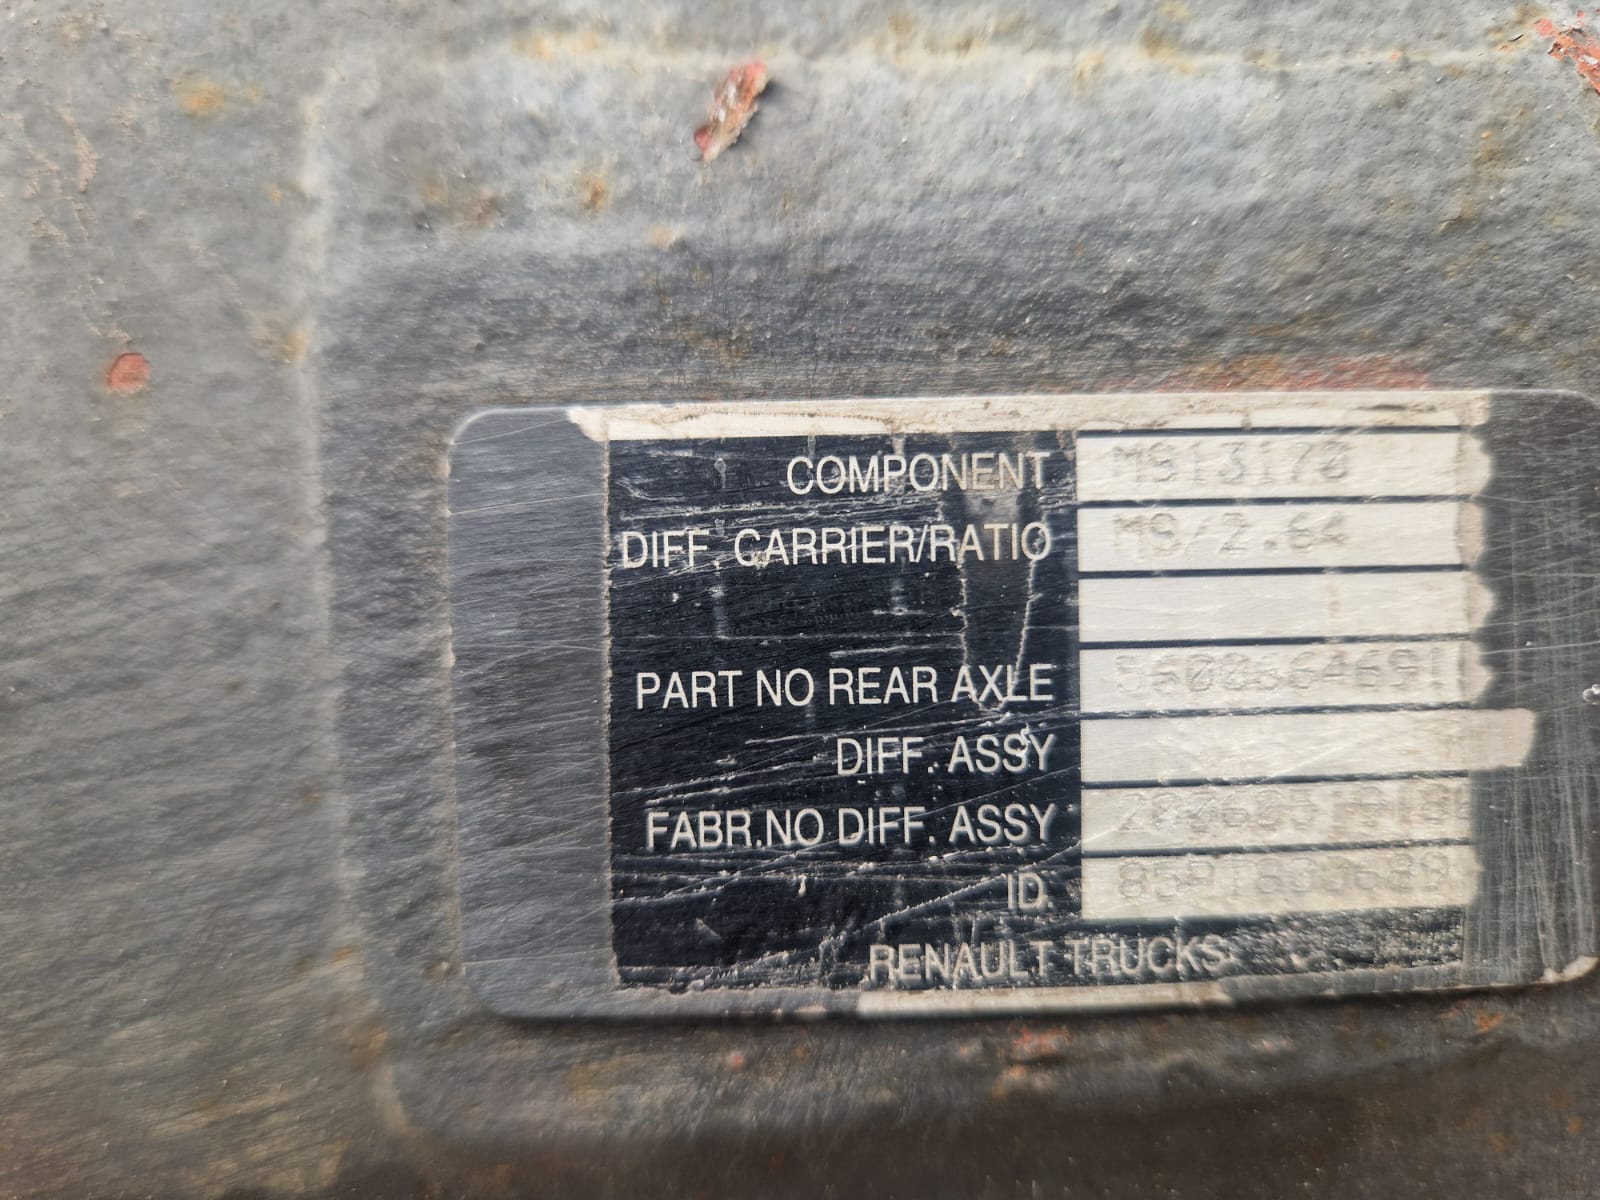 COMPONENT MS13170
DIFF. CARRIER/RATIO MS/2.64
PART NO REAR AXLE
DIFF. ASSY
FABR.NO DIFF. ASSY
ID.
RENAULT TRUCKS